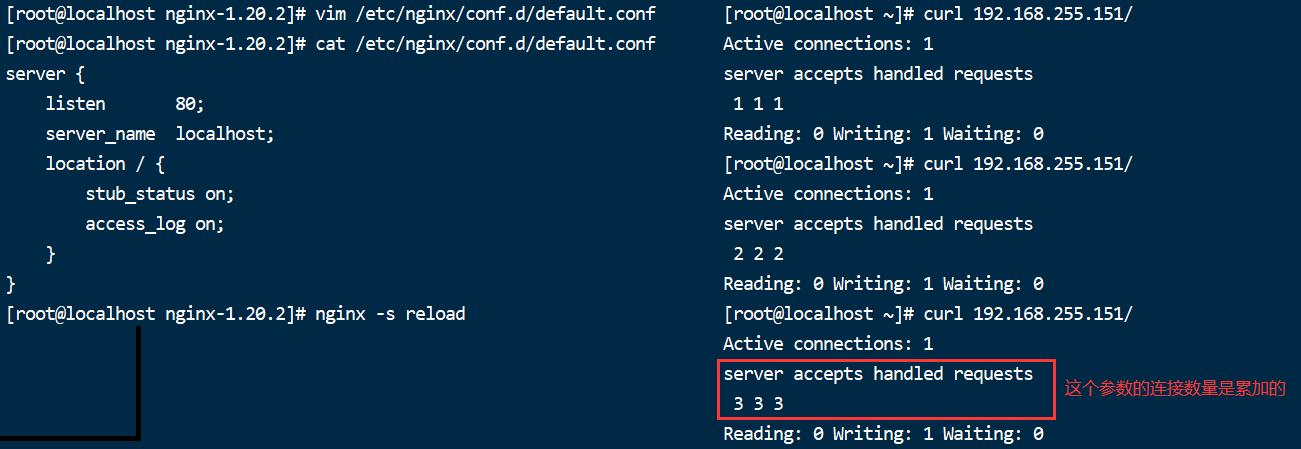 [root@localhost nginx-1.20.2]# vim /etc/nginx/conf.d/default.conf
[root@localhost nginx-1.20.2]# cat /etc/nginx/conf.d/default.conf
server {
    listen       80;
    server_name  localhost;
    location / {
        stub_status on;
        access_log on;
    }
}
[root@localhost nginx-1.20.2]# nginx -s reload
[root@localhost ~]# curl 192.168.255.151/
Active connections: 1
server accepts handled requests
 1 1 1
Reading: 0 Writing: 1 Waiting: 0
[root@localhost ~]# curl 192.168.255.151/
Active connections: 1
server accepts handled requests
 2 2 2
Reading: 0 Writing: 1 Waiting: 0
[root@localhost ~]# curl 192.168.255.151/
Active connections: 1
server accepts handled requests
 3 3 3
这个参数的连接数量是累加的
Reading: 0 Writing: 1 Waiting: 0